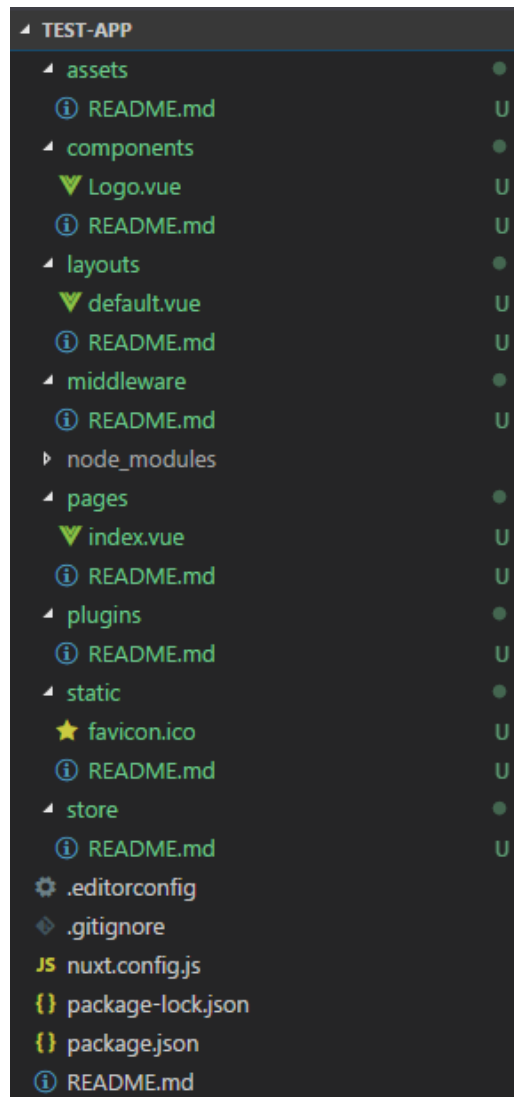 TEST-APP
assets
README.md U
components
Logo.vue U
README.md U
layouts
default.vue U
README.md U
middleware
README.md U
node_modules
pages
index.vue U
README.md U
plugins
README.md U
static
favicon.ico U
README.md U
store
README.md U
.editorconfig
.gitignore
JS nuxt.config.js
{} package-lock.json
{} package.json
README.md